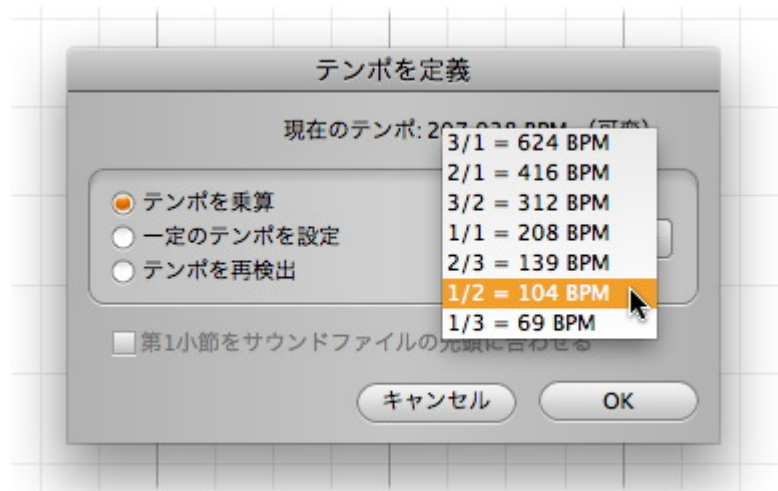 テンポを定義
現在のテンポ:
3/1 = 624 BPM
2/1 = 416 BPM
3/2 = 312 BPM
1/1 = 208 BPM
2/3 = 139 BPM
1/2 = 104 BPM
1/3 = 69 BPM
テンポを乗算
一定のテンポを設定
テンポを再検出
第1小節をサウンドファイルの先頭に合わせる
キャンセル
OK